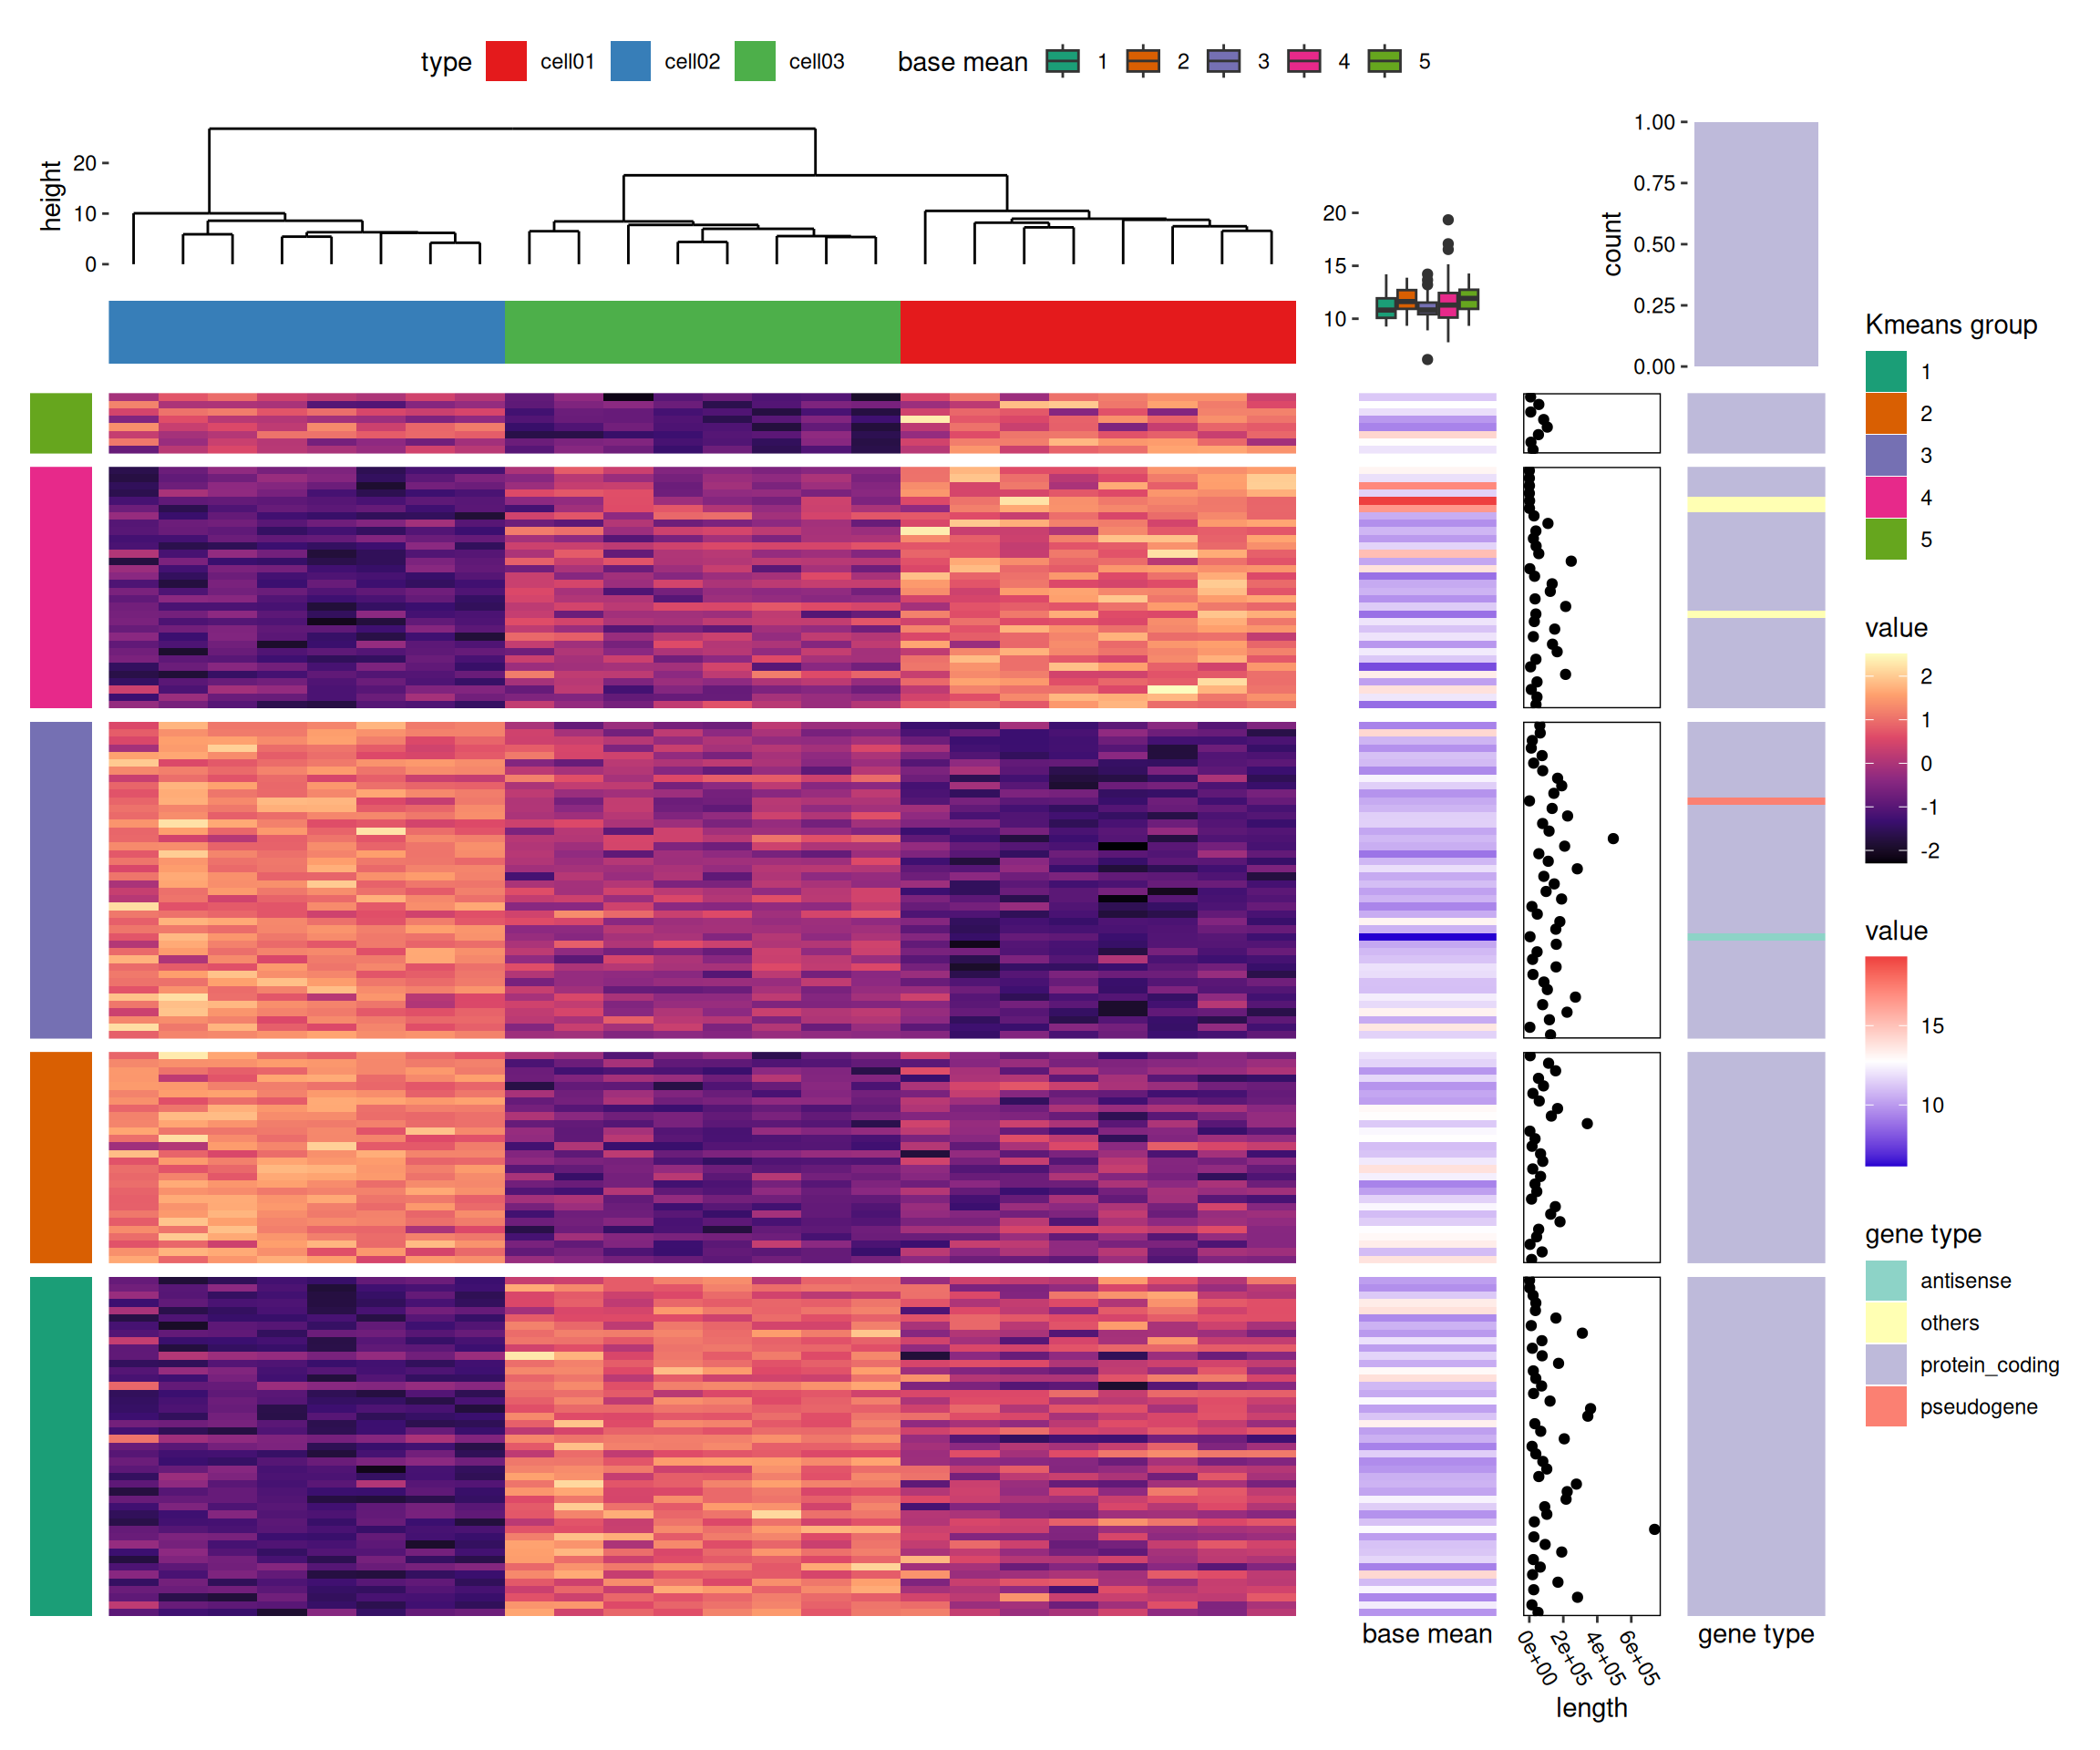 type cell01 cell02 cell03 base mean 1 2 3 4 5
height
20
10
0
20
15
10
count
1.00
0.75
0.50
0.25
0.00
Kmeans group
1
2
3
4
5
value
2
1
0
-1
-2
value
15
10
gene type
antisense
others
protein_coding
pseudogene
base mean
0e+00 2e+05 4e+05 6e+05
length
gene type